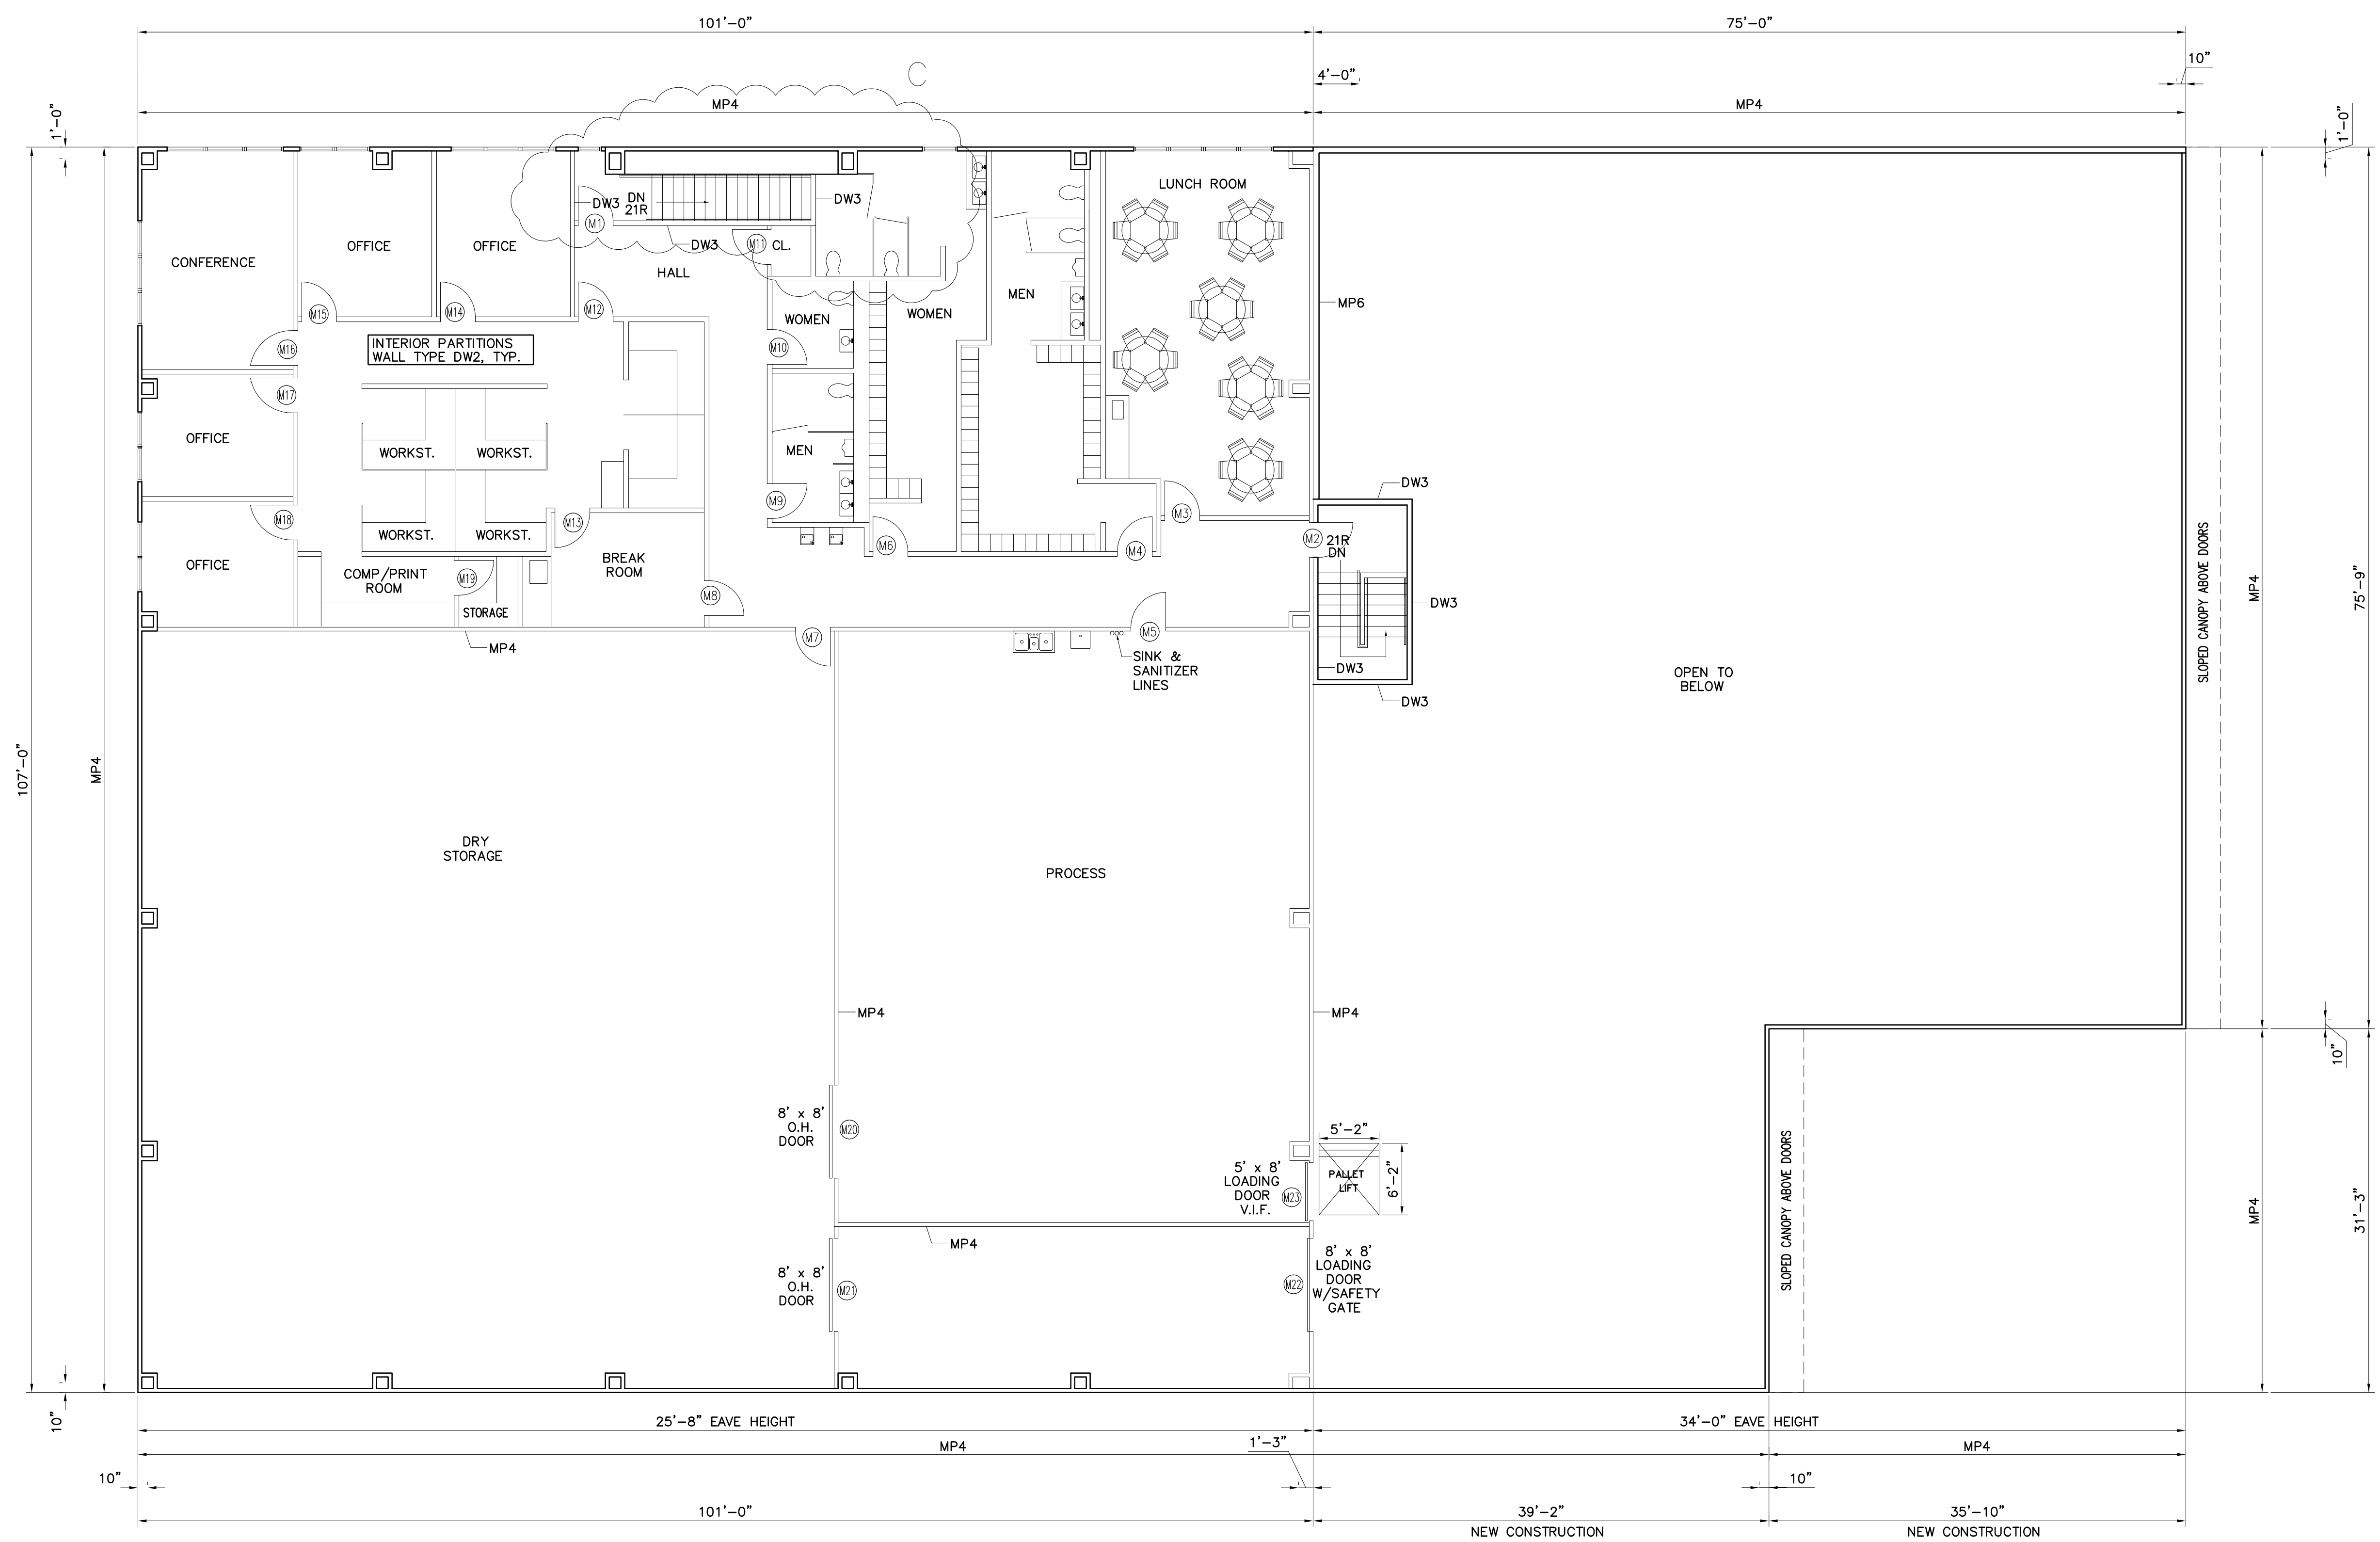 101'-0"
75'-0"
4'-0"
10"
C
MP4
MP4
1'-0"
1'-0"
LUNCH ROOM
DW3
DN
21R
DW3
M1
DW3
M11
CL.
OFFICE
OFFICE
CONFERENCE
HALL
MP6
MEN
WOMEN
WOMEN
M15
M14
M12
INTERIOR PARTITIONS
WALL TYPE DW2, TYP.
M16
M10
M17
OFFICE
WORKST.
WORKST.
MEN
DW3
M9
M3
M18
M13
WORKST.
WORKST.
M6
M4
M2
21R
DN
OFFICE
BREAK
ROOM
COMP/PRINT
ROOM
M19
STORAGE
M8
DW3
M7
M5
MP4
SINK &
SANITIZER
LINES
DW3
DW3
OPEN TO
BELOW
SLOPED CANOPY ABOVE DOORS
MP4
75'-9"
107'-0"
MP4
DRY
STORAGE
PROCESS
MP4
MP4
10"
8' x 8'
O.H.
DOOR
M20
5'-2"
6'-2"
PALLET
LIFT
5' x 8'
LOADING
DOOR
V.I.F.
M23
SLOPED CANOPY ABOVE DOORS
MP4
31'-3"
MP4
8' x 8'
O.H.
DOOR
M21
M22
8' x 8'
LOADING
DOOR
W/SAFETY
GATE
10"
25'-8" EAVE HEIGHT
34'-0" EAVE HEIGHT
MP4
1'-3"
MP4
10"
10"
101'-0"
39'-2"
35'-10"
NEW CONSTRUCTION
NEW CONSTRUCTION